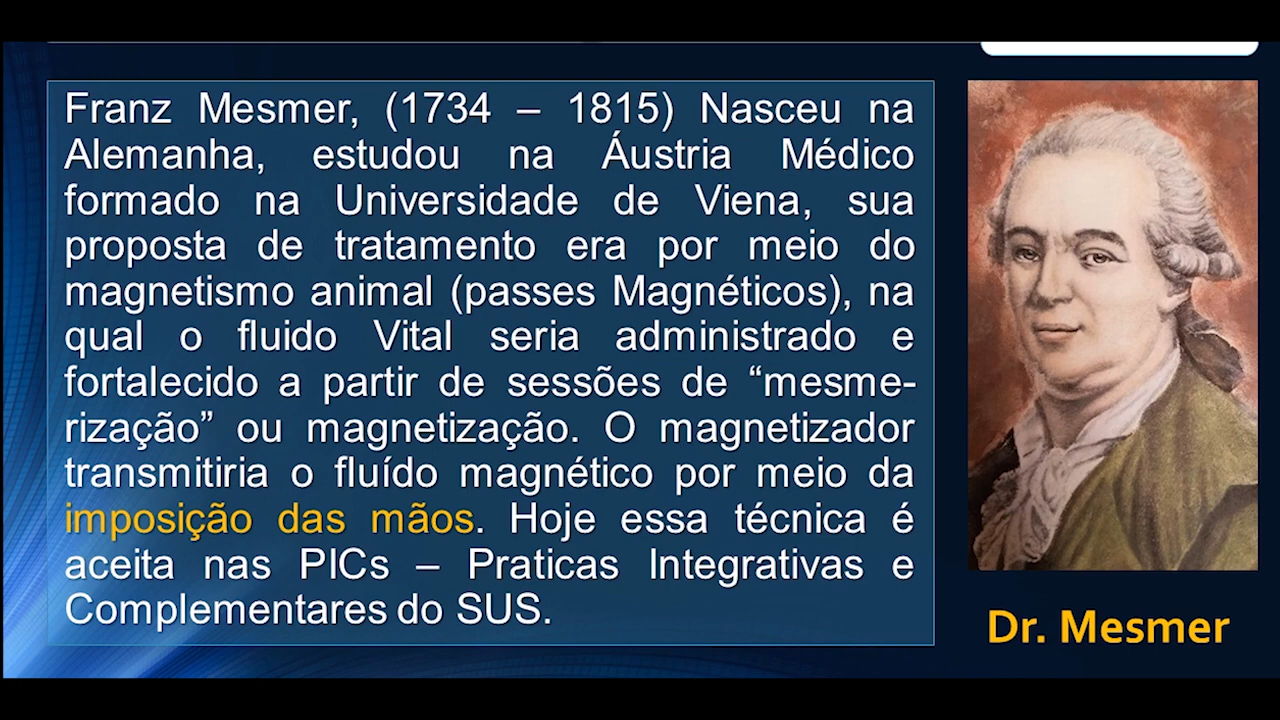 Franz Mesmer, (1734 – 1815) Nasceu na
Alemanha, estudou na Áustria Médico
formado na Universidade de Viena, sua
proposta de tratamento era por meio do
magnetismo animal (passes Magnéticos), na
qual o fluido Vital seria administrado e
fortalecido a partir de sessões de “mesme-
rização” ou magnetização. O magnetizador
transmitiria o fluído magnético por meio da
imposição das mãos. Hoje essa técnica é
aceita nas PICs – Praticas Integrativas e
Complementares do SUS.
Dr. Mesmer